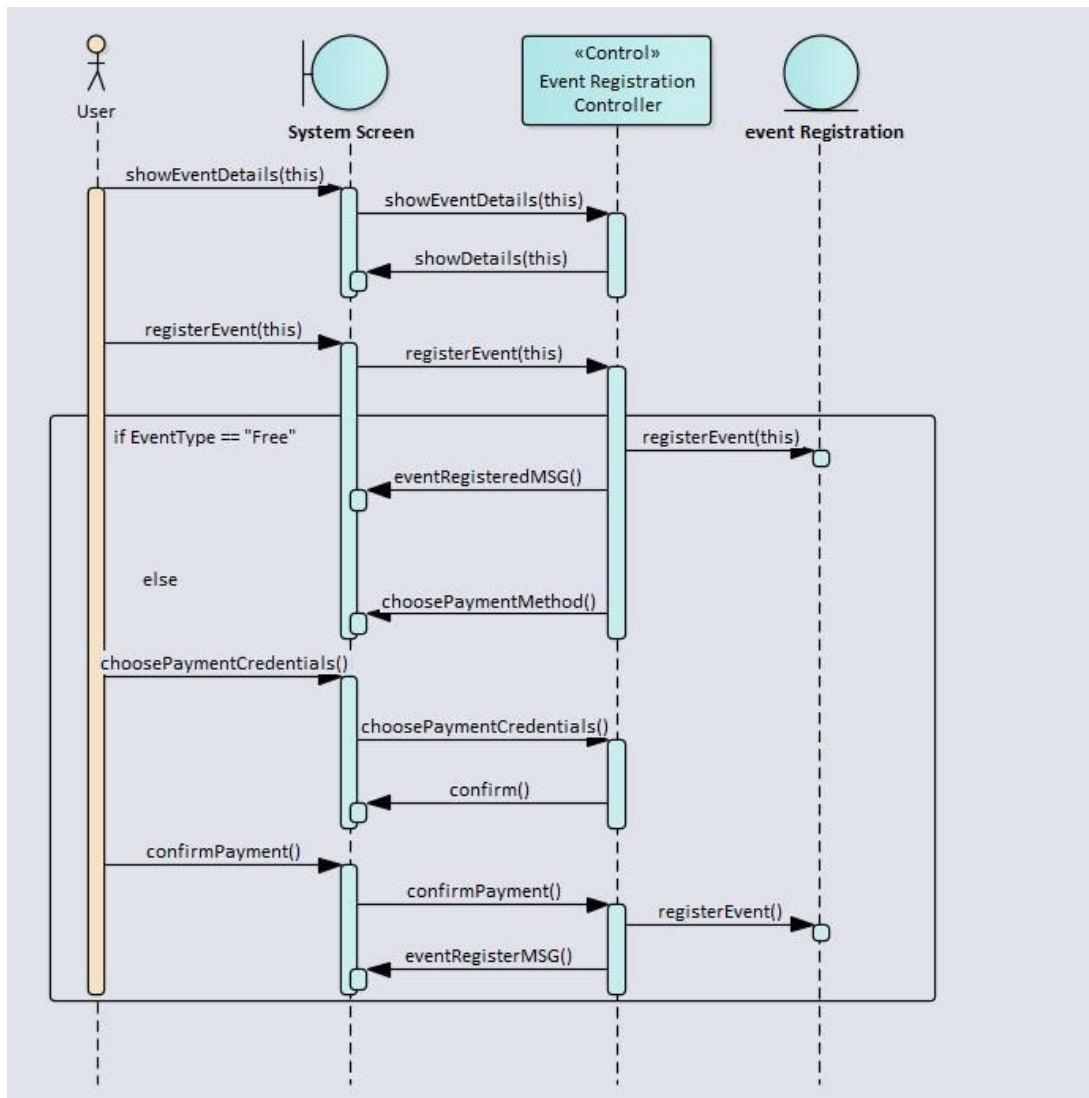 «Control»
Event Registration
Controller
User
System Screen
event Registration
showEventDetails(this)
showEventDetails(this)
showDetails(this)
registerEvent(this)
registerEvent(this)
if EventType == "Free"
registerEvent(this)
eventRegisteredMSG()
else
choosePaymentMethod()
choosePaymentCredentials()
choosePaymentCredentials()
confirm()
confirmPayment()
confirmPayment()
registerEvent()
eventRegisterMSG()